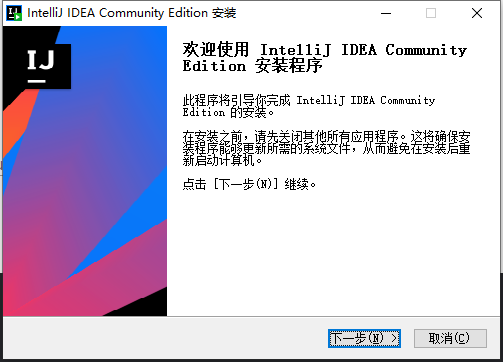 IntelliJ IDEA Community Edition 安装
IJ
欢迎使用 IntelliJ IDEA Community
Edition 安装程序
此程序将引导你完成 IntelliJ IDEA Community
Edition 的安装。
在安装之前，请先关闭其他所有应用程序。这将确保安
装程序能够更新所需的系统文件，从而避免在安装后重
新启动计算机。
点击 [下一步(N)] 继续。
下一步(N) >
取消(C)